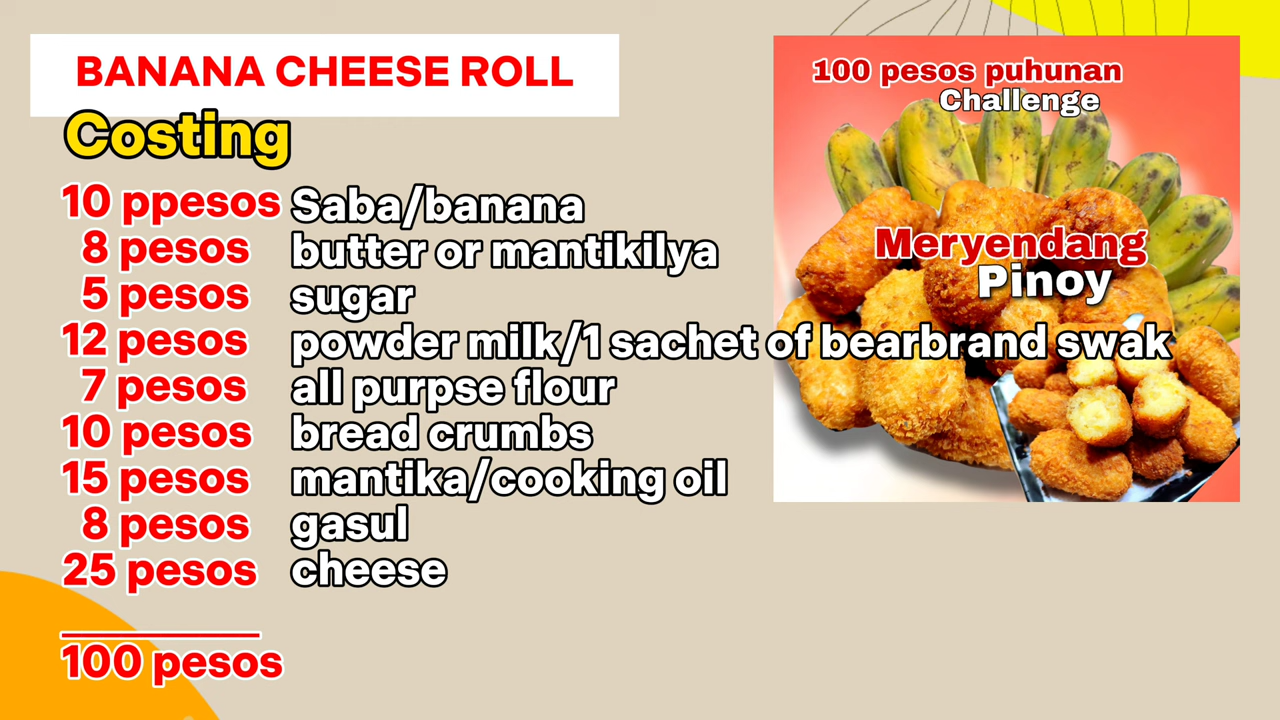 BANANA CHEESE ROLL
Costing
10 ppesos Saba/banana
8 pesos butter or mantikilya
5 pesos sugar
12 pesos powder milk/1 sachet of bearbrand swak
7 pesos all purpse flour
10 pesos bread crumbs
15 pesos mantika/cooking oil
8 pesos gasul
25 pesos cheese
100 pesos
100 pesos puhunan
Challenge
Meryendang
Pinoy